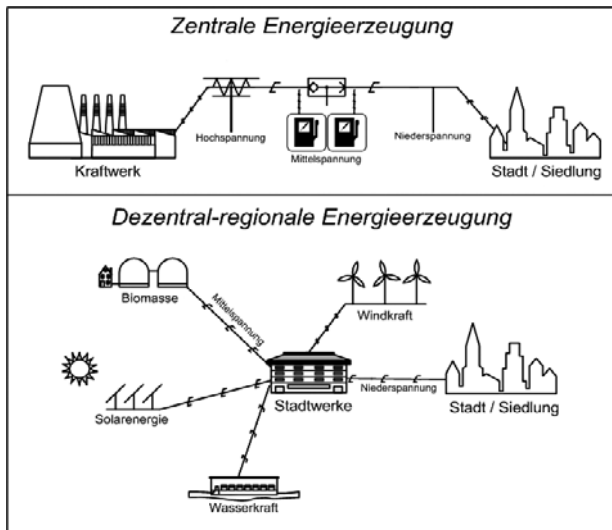 Zentrale Energieerzeugung
Hochspannung
Niederspannung
Mittelspannung
Kraftwerk
Stadt / Siedlung
Dezentral-regionale Energieerzeugung
Biomasse
Mittelspannung
Windkraft
Niederspannung
Solarenergie
Stadtwerke
Stadt / Siedlung
Wasserkraft